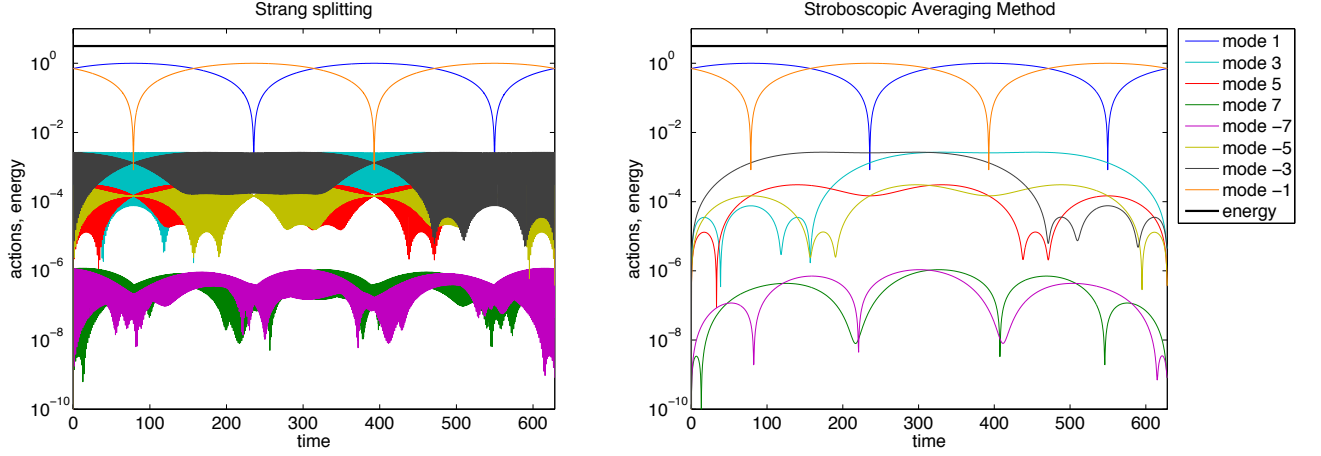 Strang splitting
actions, energy
10^0
10^−2
10^−4
10^−6
10^−8
10^−10
0 100 200 300 400 500 600
time
Stroboscopic Averaging Method
actions, energy
10^0
10^−2
10^−4
10^−6
10^−8
10^−10
0 100 200 300 400 500 600
time
mode 1
mode 3
mode 5
mode 7
mode −7
mode −5
mode −3
mode −1
energy